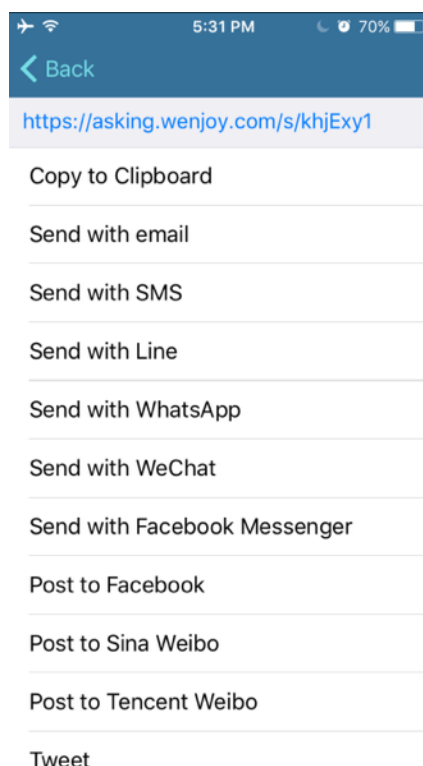 5:31 PM 70%
Back
https://asking.wenjoy.com/s/khjExy1
Copy to Clipboard
Send with email
Send with SMS
Send with Line
Send with WhatsApp
Send with WeChat
Send with Facebook Messenger
Post to Facebook
Post to Sina Weibo
Post to Tencent Weibo
Tweet